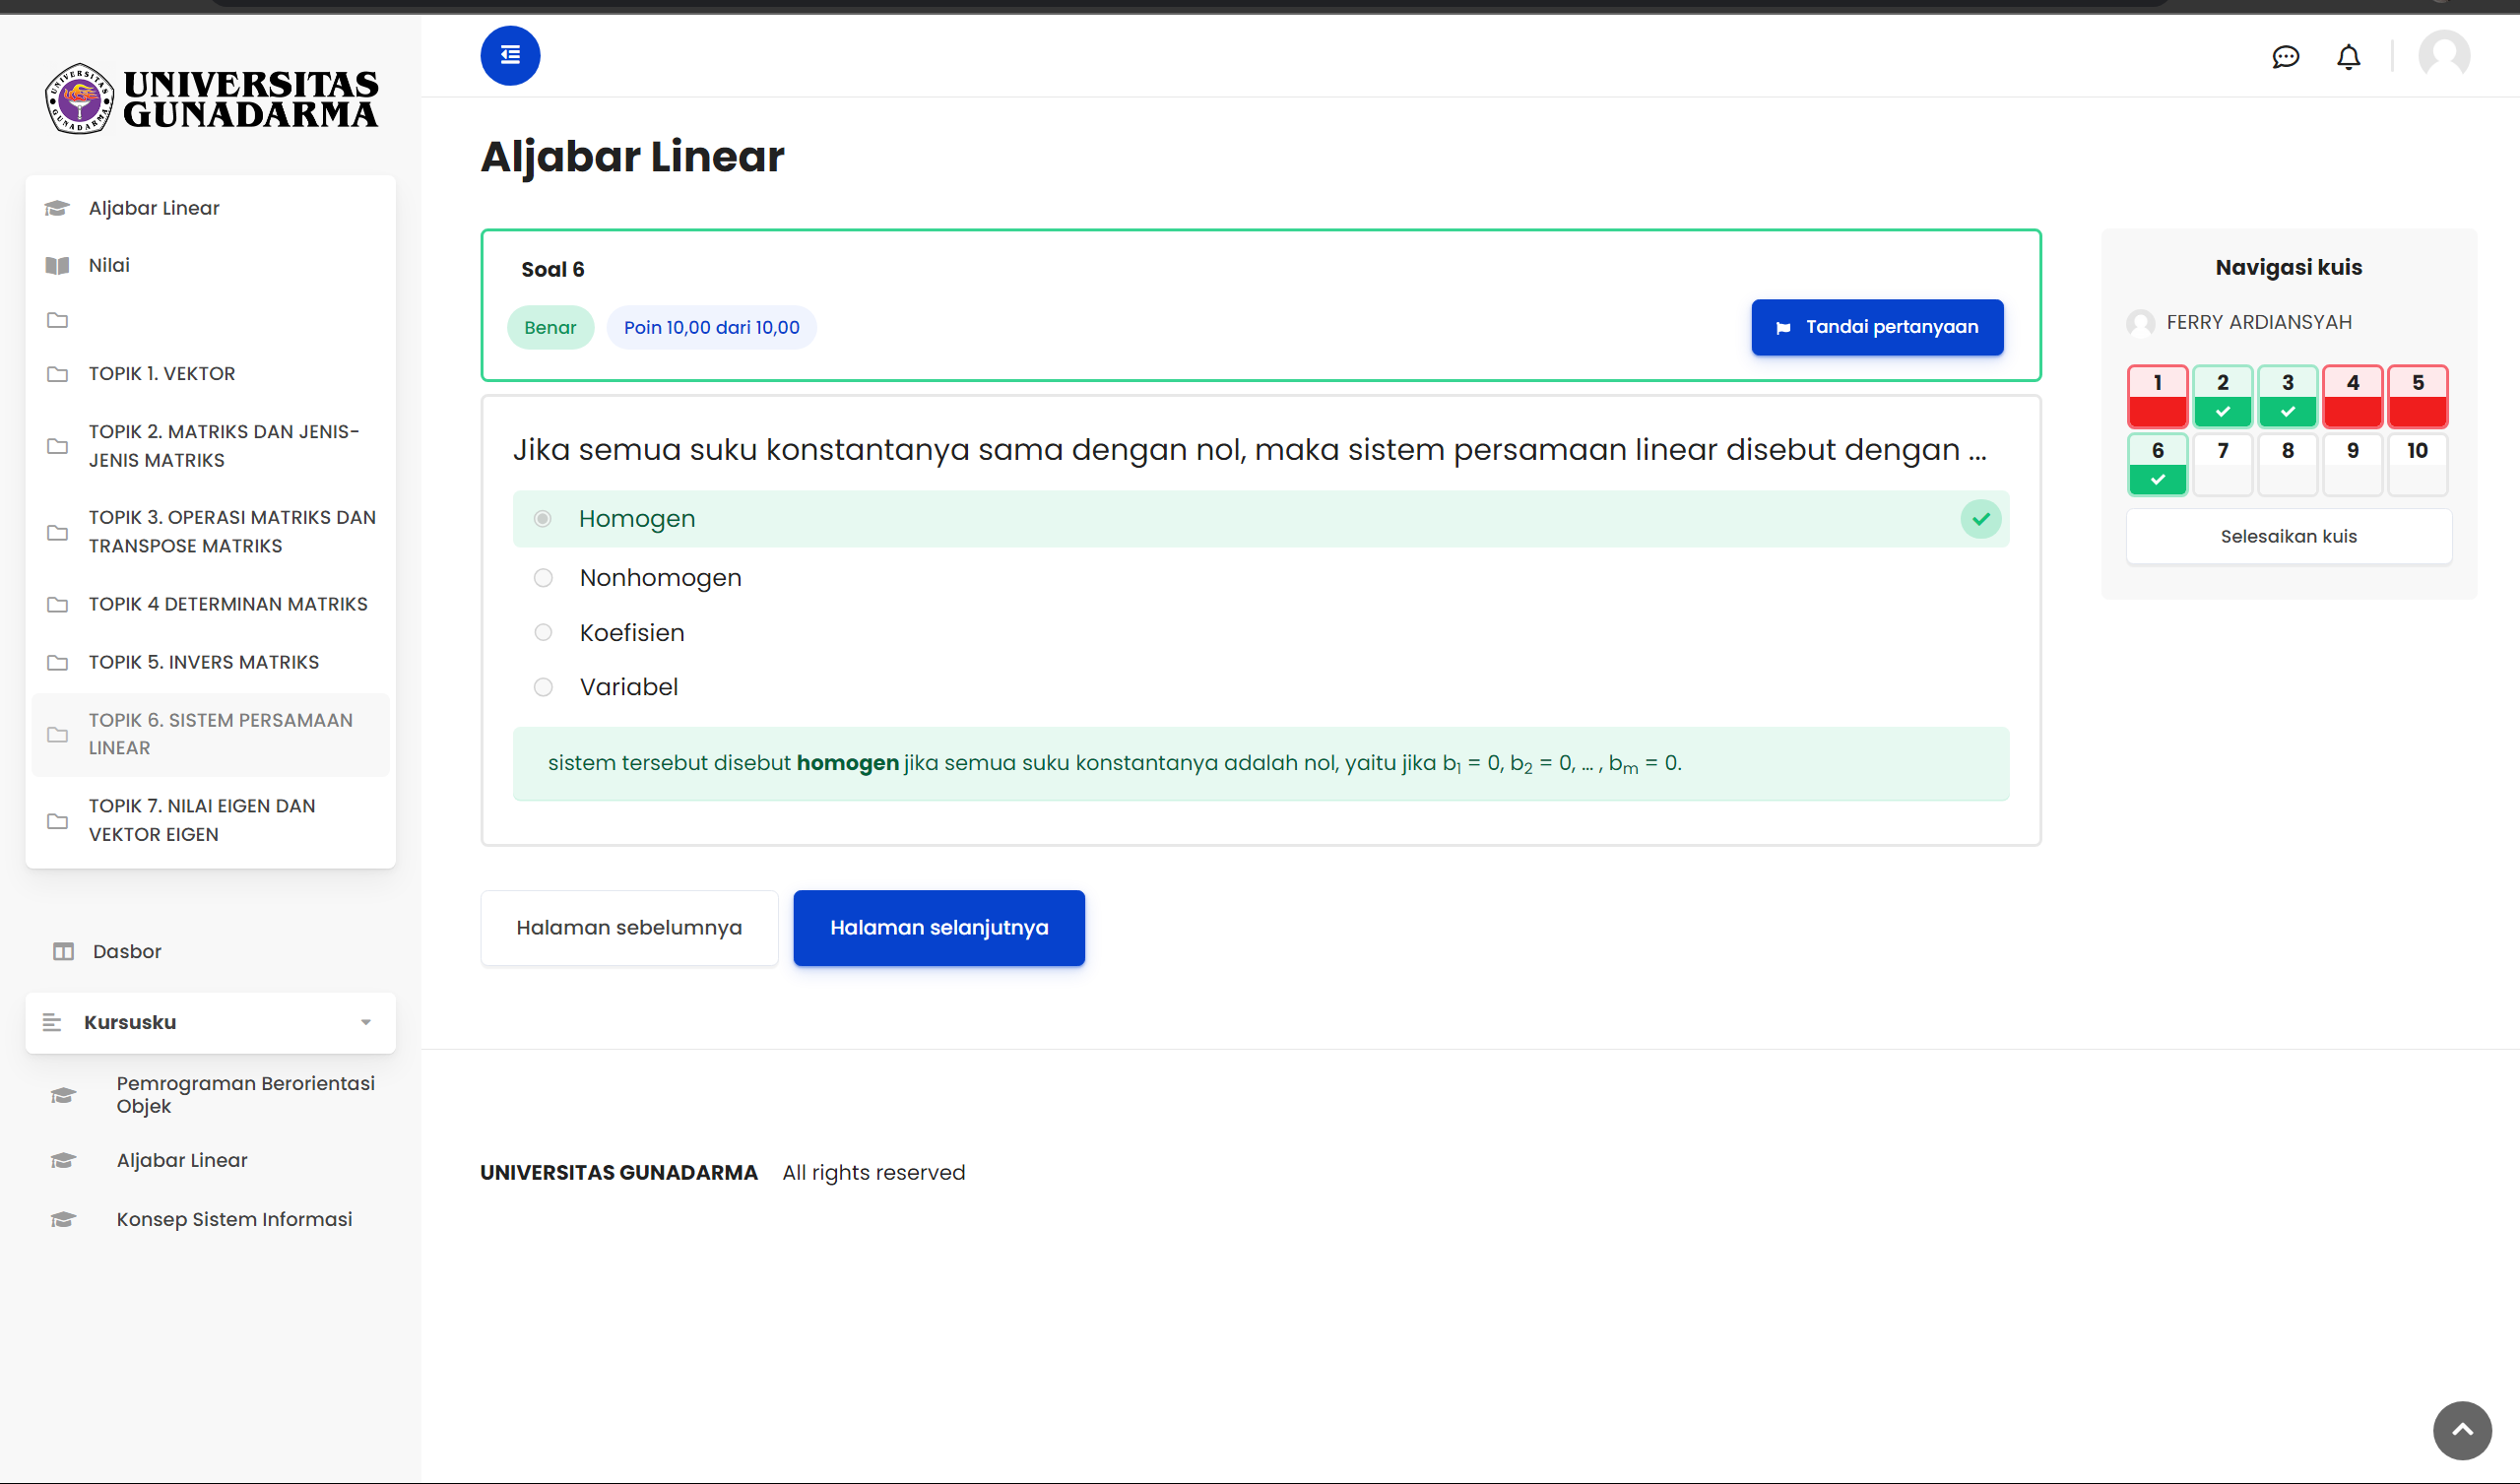 UNIVERSITAS
GUNADARMA
Aljabar Linear
Nilai
TOPIK 1. VEKTOR
TOPIK 2. MATRIKS DAN JENIS-
JENIS MATRIKS
TOPIK 3. OPERASI MATRIKS DAN
TRANSPOSE MATRIKS
TOPIK 4 DETERMINAN MATRIKS
TOPIK 5. INVERS MATRIKS
TOPIK 6. SISTEM PERSAMAAN
LINEAR
TOPIK 7. NILAI EIGEN DAN
VEKTOR EIGEN
Dasbor
Kursusku
Pemrograman Berorientasi
Objek
Aljabar Linear
Konsep Sistem Informasi
Aljabar Linear
Soal 6
Benar Poin 10,00 dari 10,00
Tandai pertanyaan
Jika semua suku konstantanya sama dengan nol, maka sistem persamaan linear disebut dengan ...
Homogen
Nonhomogen
Koefisien
Variabel
sistem tersebut disebut homogen jika semua suku konstantanya adalah nol, yaitu jika b₁ = 0, b₂ = 0, ... , bₘ = 0.
Halaman sebelumnya
Halaman selanjutnya
Navigasi kuis
FERRY ARDIANSYAH
1 2 3 4 5
6 7 8 9 10
Selesaikan kuis
UNIVERSITAS GUNADARMA All rights reserved